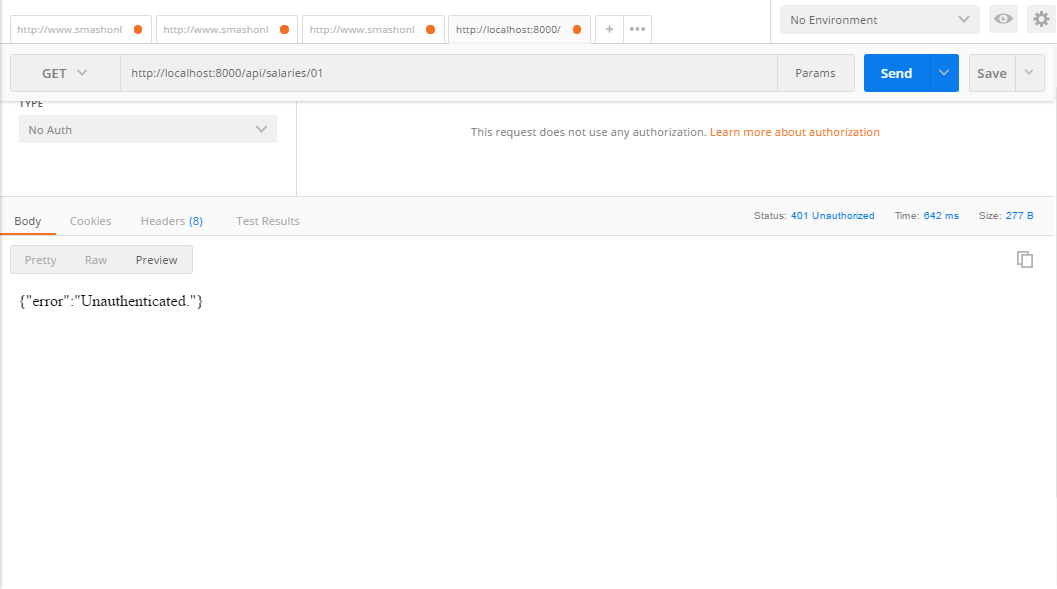 http://www.smashonl http://www.smashonl http://www.smashonl http://localhost:8000/ + ••• No Environment
GET http://localhost:8000/api/salaries/01 Params Send Save
TYPE
No Auth
This request does not use any authorization. Learn more about authorization
Body Cookies Headers (8) Test Results Status: 401 Unauthorized Time: 642 ms Size: 277 B
Pretty Raw Preview
{"error":"Unauthenticated."}